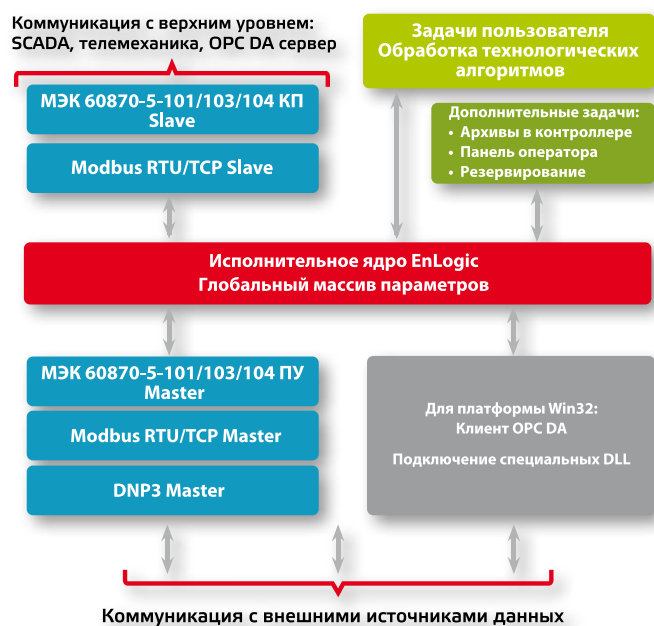 Коммуникация с верхним уровнем:
SCADA, телемеханика, OPC DA сервер
МЭК 60870-5-101/103/104 КП
Slave
Modbus RTU/TCP Slave
Задачи пользователя
Обработка технологических
алгоритмов
Дополнительные задачи:
• Архивы в контроллере
• Панель оператора
• Резервирование
Исполнительное ядро EnLogic
Глобальный массив параметров
МЭК 60870-5-101/103/104 ПУ
Master
Modbus RTU/TCP Master
DNP3 Master
Для платформы Win32:
Клиент OPC DA
Подключение специальных DLL
Коммуникация с внешними источниками данных